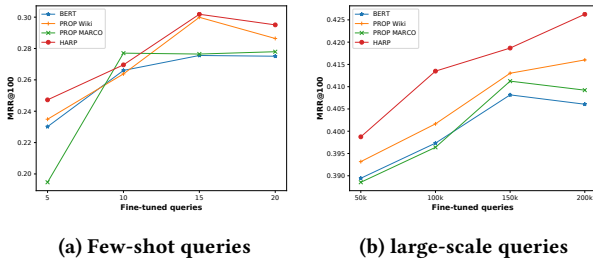 BERT
PROP Wiki
PROP MARCO
HARP
MRR@100
0.30
0.28
0.26
0.24
0.22
0.20
5
10
15
20
Fine-tuned queries
(a) Few-shot queries
BERT
PROP Wiki
PROP MARCO
HARP
MRR@100
0.425
0.420
0.415
0.410
0.405
0.400
0.395
0.390
50k
100k
150k
200k
Fine-tuned queries
(b) large-scale queries